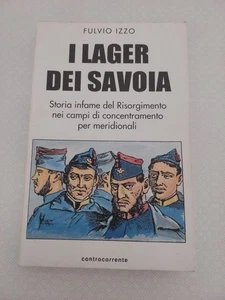 FULVIO IZZO
I LAGER
DEI SAVOIA
Storia infame del Risorgimento
nei campi di concentramento
per meridionali
controcorrente